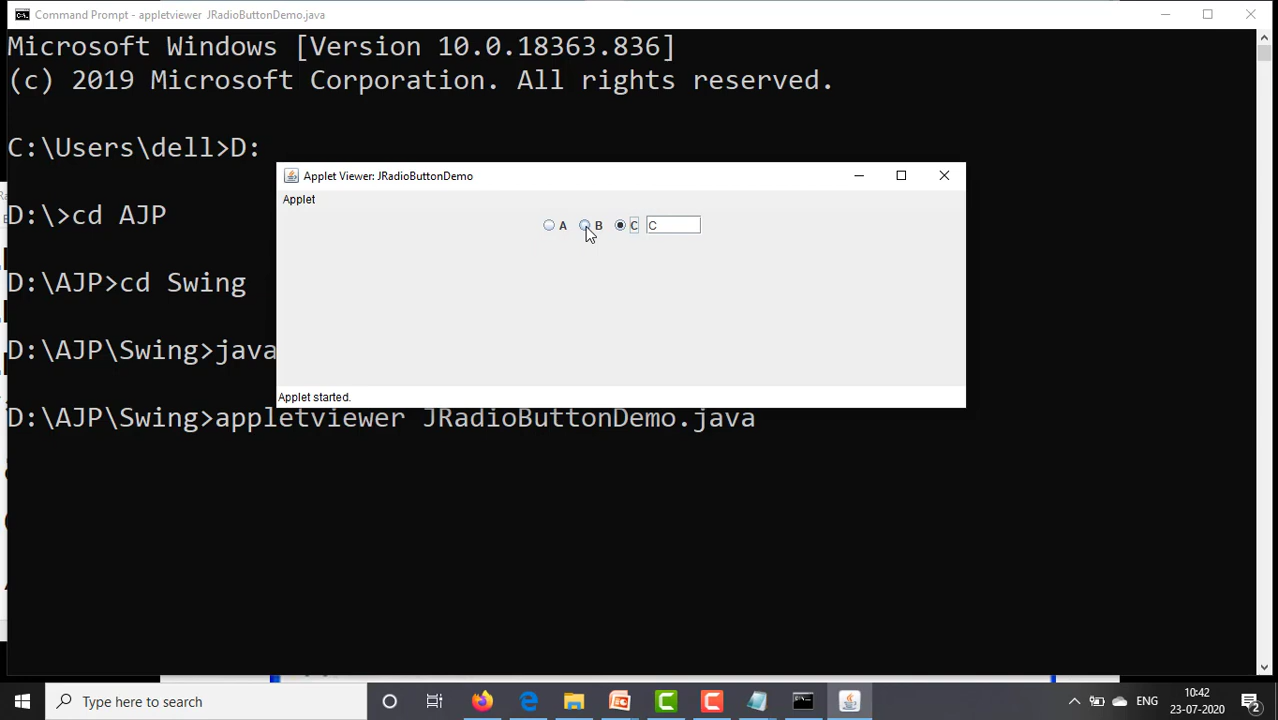 Command Prompt - appletviewer JRadioButtonDemo.java
Microsoft Windows [Version 10.0.18363.836]
(c) 2019 Microsoft Corporation. All rights reserved.
C:\Users\dell>D:
D:\>cd AJP
D:\AJP>cd Swing
D:\AJP\Swing>java
Applet Viewer: JRadioButtonDemo
Applet
A B C C
Applet started.
D:\AJP\Swing>appletviewer JRadioButtonDemo.java
Type here to search
ENG
10:42
23-07-2020
2